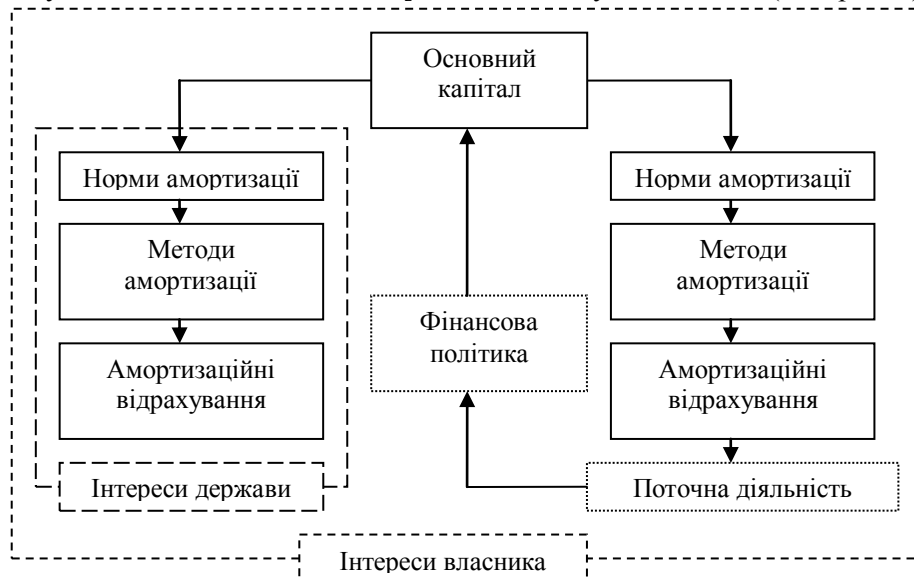 Основний
капітал
Норми амортизації
Методи
амортизації
Амортизаційні
відрахування
Інтереси держави
Фінансова
політика
Норми амортизації
Методи
амортизації
Амортизаційні
відрахування
Поточна діяльність
Інтереси власника